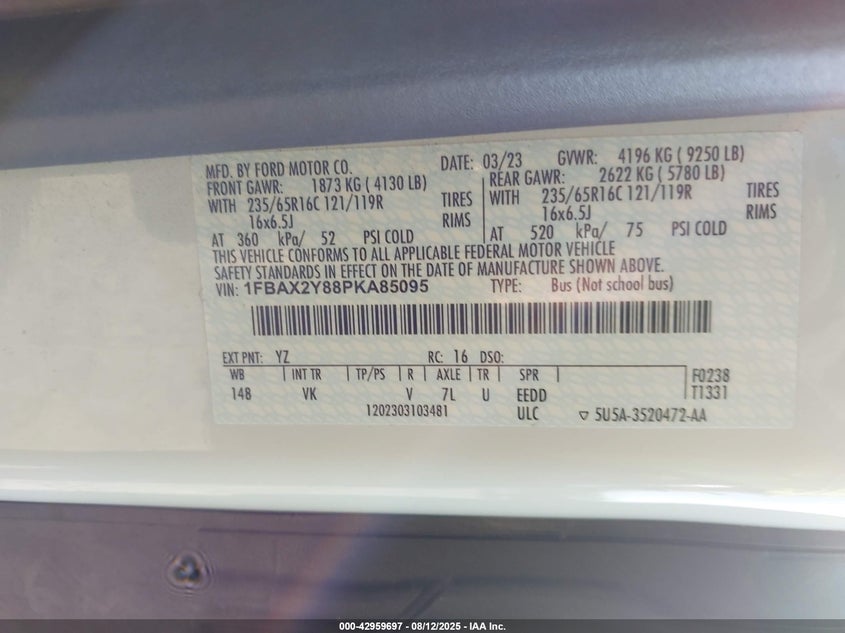 MFD. BY FORD MOTOR CO. DATE: 03/23 GVWR: 4196 KG ( 9250 LB)
FRONT GAWR: 1873 KG ( 4130 LB) REAR GAWR: 2622 KG ( 5780 LB)
WITH 235/65R16C 121/119R TIRES WITH 235/65R16C 121/119R TIRES
16x6.5J RIMS 16x6.5J RIMS
AT 360 kPa/ 52 PSI COLD AT 520 kPa/ 75 PSI COLD
THIS VEHICLE CONFORMS TO ALL APPLICABLE FEDERAL MOTOR VEHICLE
SAFETY STANDARDS IN EFFECT ON THE DATE OF MANUFACTURE SHOWN ABOVE.
VIN: 1FBAX2Y88PKA85095 TYPE: Bus (Not school bus)
EXT PNT: YZ RC: 16 DSO:
WB INT TR TP/PS R AXLE TR SPR F0238
148 VK V 7L U EEDD T1331
1202303103481 ULC ▽ 5U5A-3520472-AA
000-42959697 - 08/12/2025 - IAA Inc.